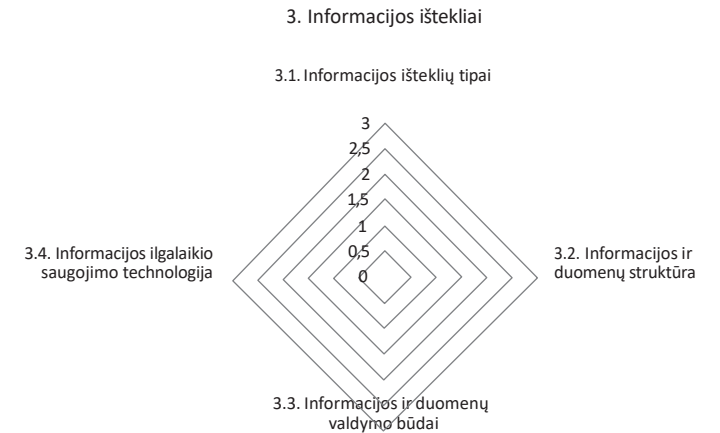 3. Informacijos ištekliai
3.1. Informacijos išteklių tipai
3
2,5
2
1,5
1
0,5
0
3.4. Informacijos ilgalaikio
saugojimo technologija
3.2. Informacijos ir
duomenų struktūra
3.3. Informacijos ir duomenų
valdymo būdai